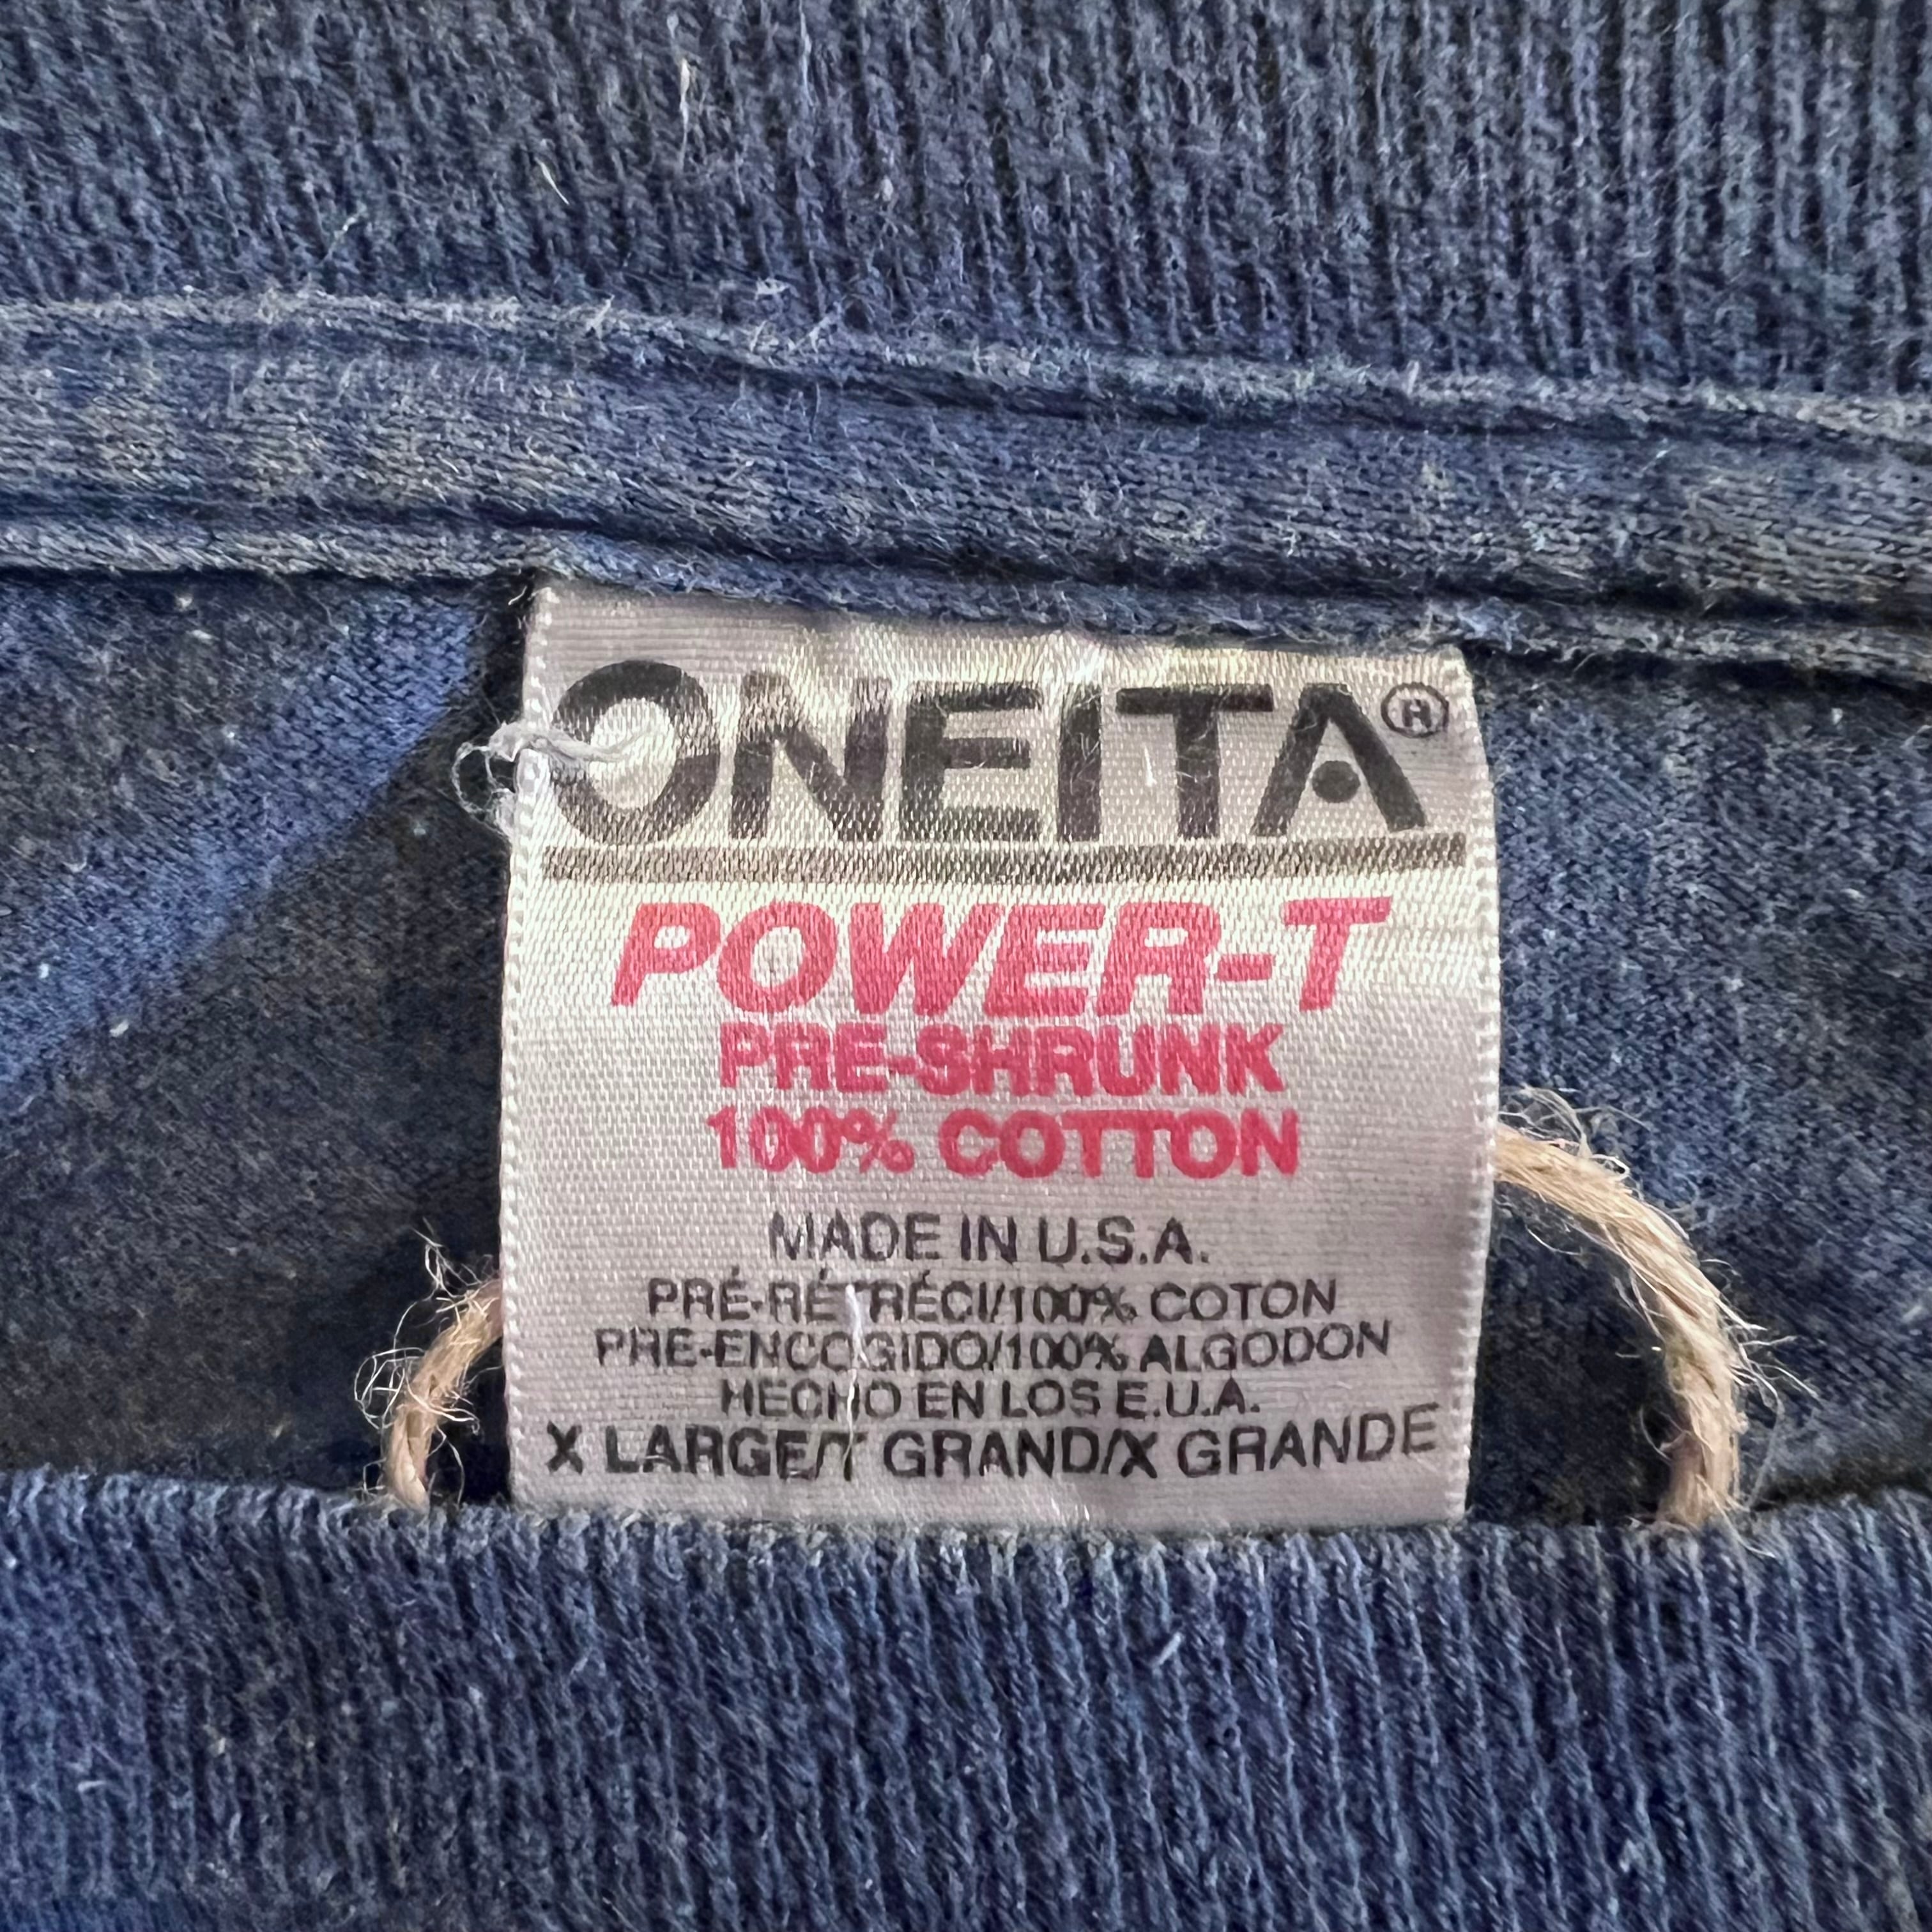 ONEITA®
POWER-T
PRE-SHRUNK
100% COTTON
MADE IN U.S.A.
PRÉ-RÉTRÉCI/100% COTON
PRE-ENCOGIDO/100% ALGODON
HECHO EN LOS E.U.A.
X LARGE/T GRAND/X GRANDE